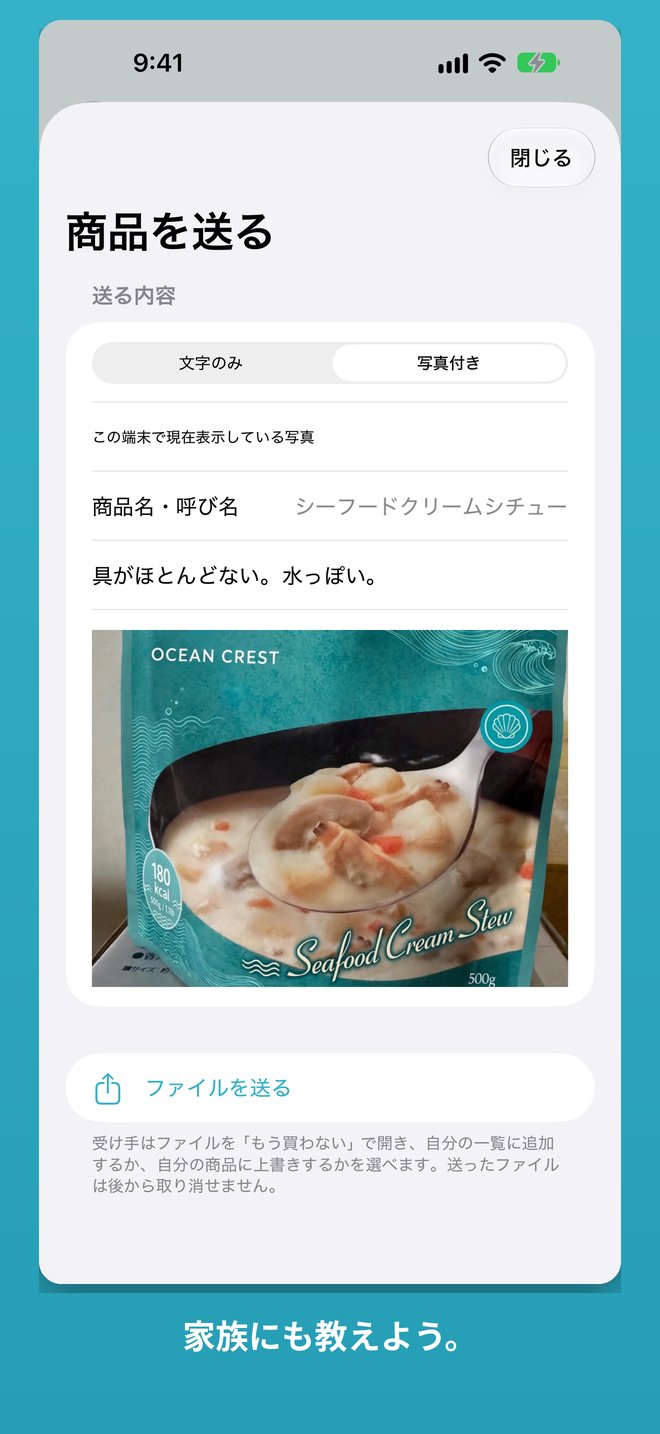 9:41
閉じる
商品を送る
送る内容
文字のみ
写真付き
この端末で現在表示している写真
商品名・呼び名
シーフードクリームシチュー
具がほとんどない。水っぽい。
OCEAN CREST
180
kcal
500g / 1.1lb
Seafood Cream Stew
500g
■サイズ: 約
ファイルを送る
受け手はファイルを「もう買わない」で開き、自分の一覧に追加
するか、自分の商品に上書きするかを選べます。送ったファイル
は後から取り消せません。
家族にも教えよう。